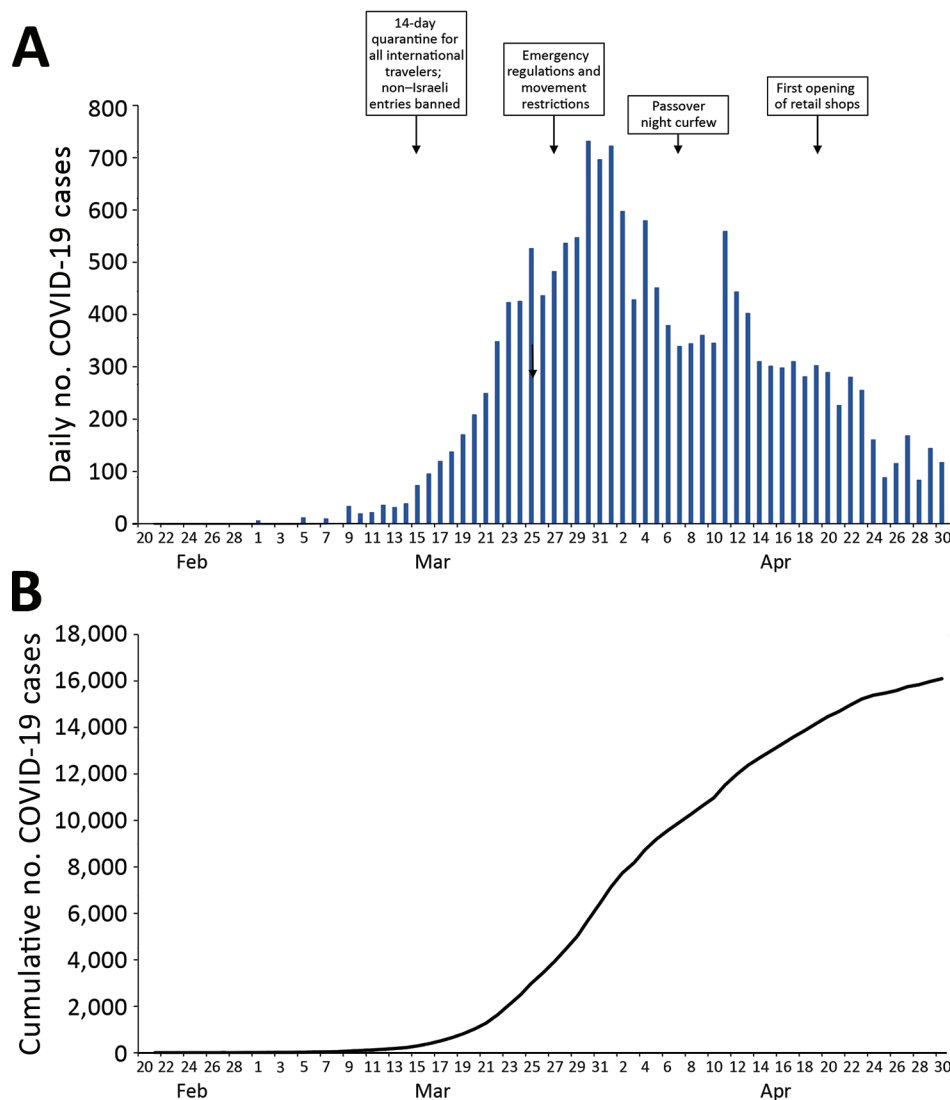 A
14-day
quarantine for
all international
travelers;
non–Israeli
entries banned
Emergency
regulations and
movement
restrictions
Passover
night curfew
First opening
of retail shops
Daily no. COVID-19 cases
800
700
600
500
400
300
200
100
0
20 22 24 26 28 1 3 5 7 9 11 13 15 17 19 21 23 25 27 29 31 2 4 6 8 10 12 14 16 18 20 22 24 26 28 30
Feb Mar Apr
B
Cumulative no. COVID-19 cases
18,000
16,000
14,000
12,000
10,000
8,000
6,000
4,000
2,000
0
20 22 24 26 28 1 3 5 7 9 11 13 15 17 19 21 23 25 27 29 31 2 4 6 8 10 12 14 16 18 20 22 24 26 28 30
Feb Mar Apr